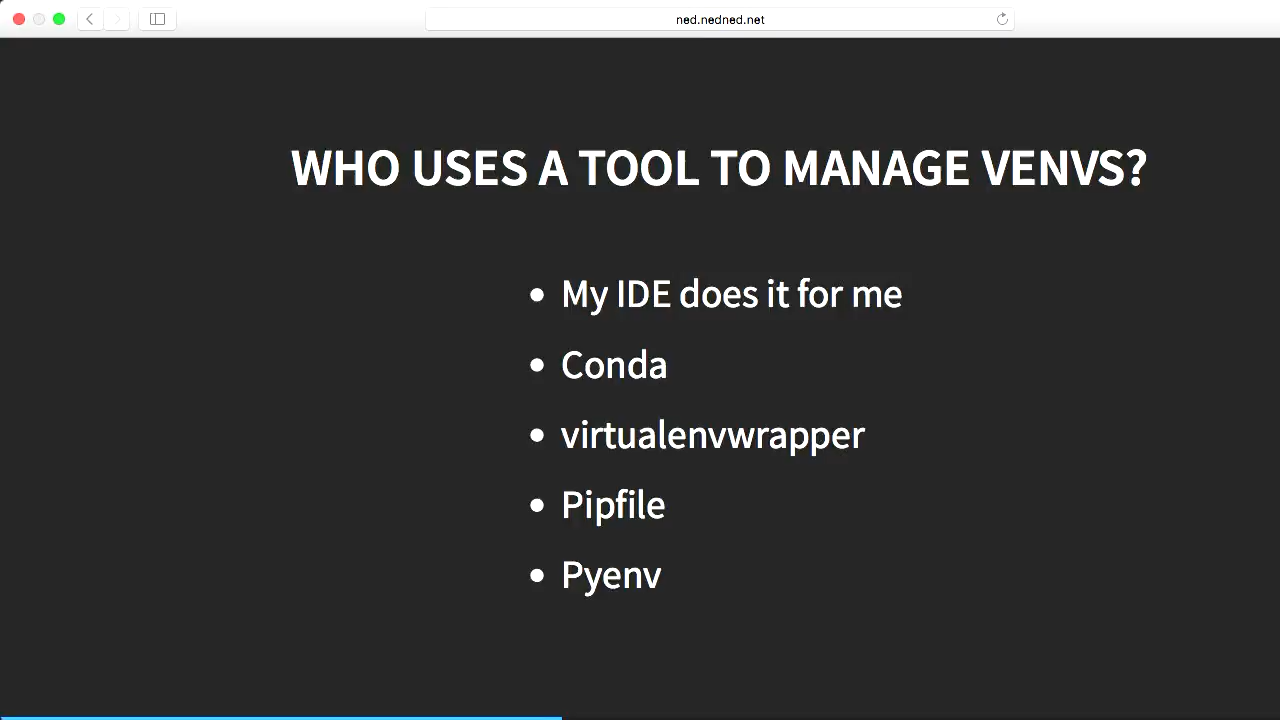 ned.nedned.net
WHO USES A TOOL TO MANAGE VENVS?
My IDE does it for me
Conda
virtualenvwrapper
Pipfile
Pyenv